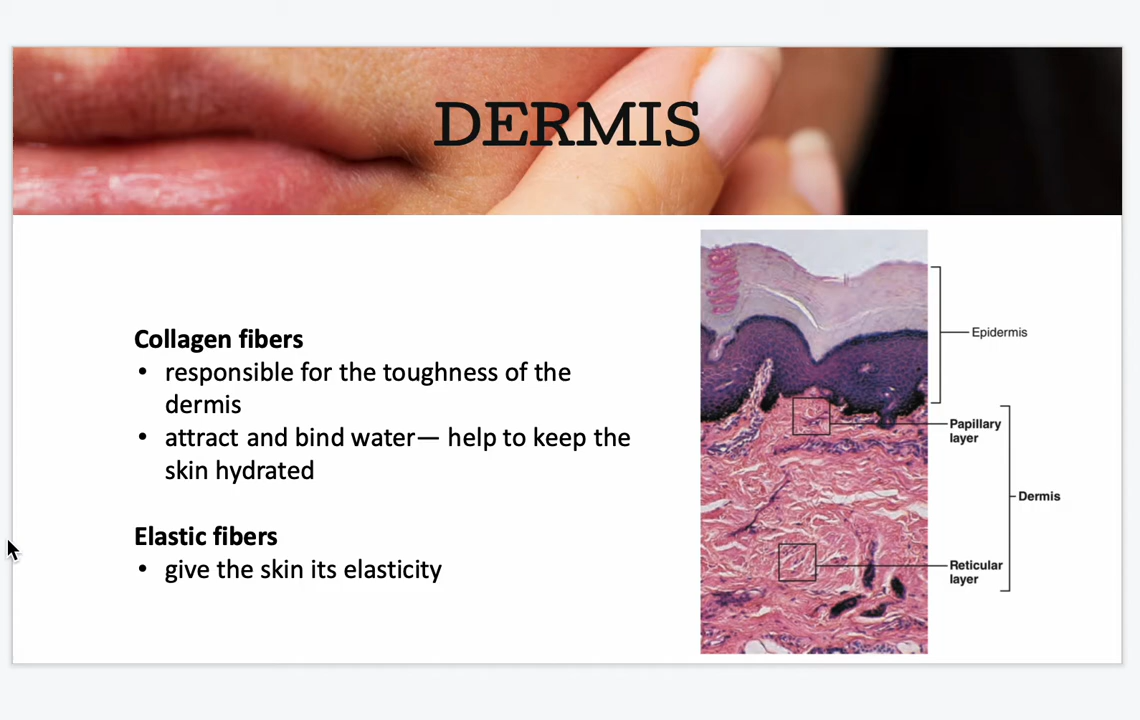 DERMIS
Collagen fibers
• responsible for the toughness of the
dermis
• attract and bind water— help to keep the
skin hydrated
Elastic fibers
• give the skin its elasticity
Epidermis
Papillary
layer
Dermis
Reticular
layer